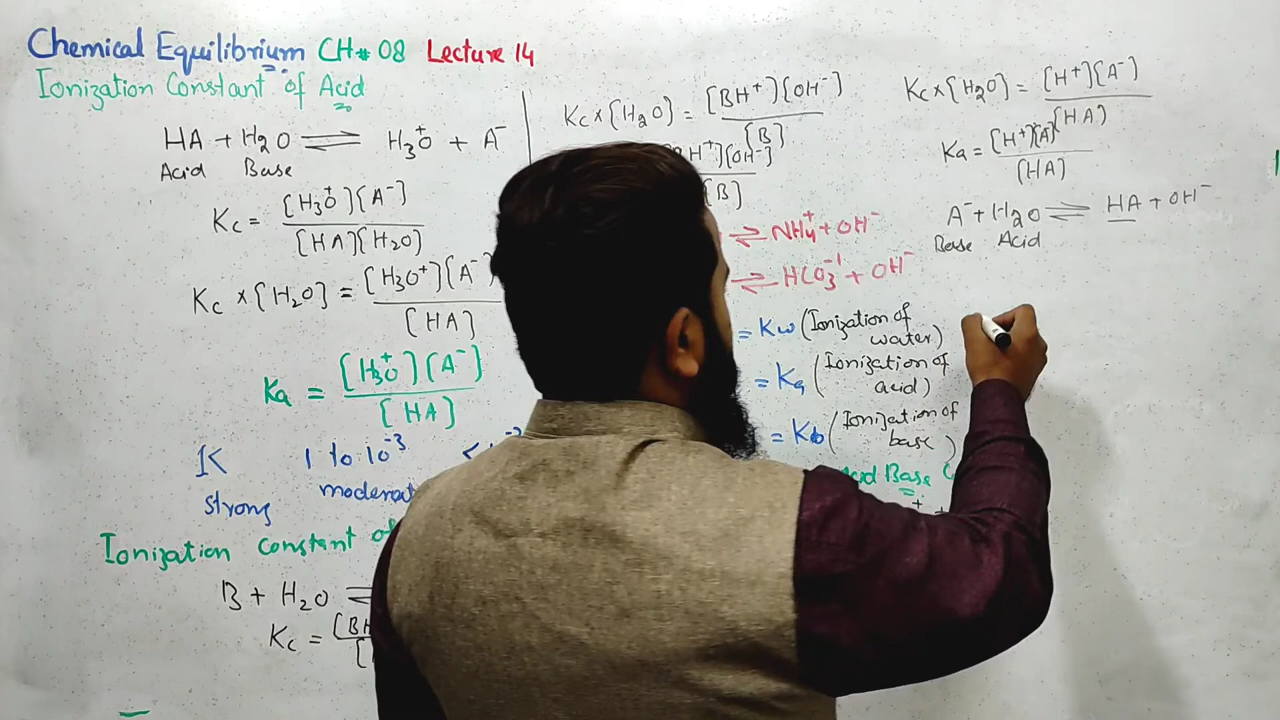 Chemical Equilibrium CH# 08 Lecture 14
Ionization Constant of Acid
HA + H2O ⇌ H3O+ + A-
Acid Base
Kc = [H3O+][A-]
[HA][H2O]
Kc × [H2O] = [H3O+][A-
[HA]
Ka = [H3O+][A-]
[HA]
K 1 to 10-3
strong moderat
Ionization constant of
B + H2O
Kc = [BH
Kc × [H2O] = [BH+][OH-]
[B]
H+][OH-]
[B]
⇌ NH4+ + OH-
⇌ HCO3-1 + OH-
= Kw (Ionization of
water)
= Ka (Ionization of
acid)
= Kb (Ionization of
base)
Base
Kc × [H2O] = [H+][A-]
[HA]
Ka = [H+][A-]
[HA]
A- + H2O ⇌ HA + OH-
Base Acid